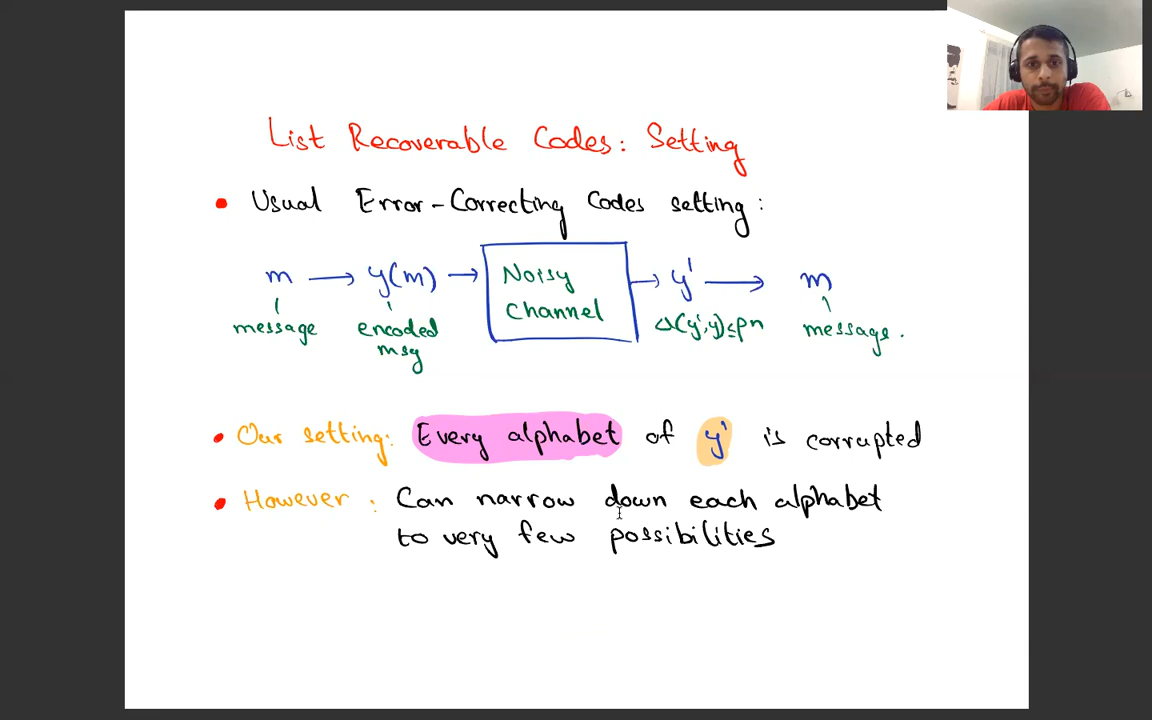 List Recoverable Codes: Setting
• Usual Error-Correcting Codes setting:
m → y(m) → Noisy Channel → y' → m
message encoded msg Δ(y',y)≤pn message.
• Our setting: Every alphabet of y' is corrupted
• However: Can narrow down each alphabet
to very few possibilities